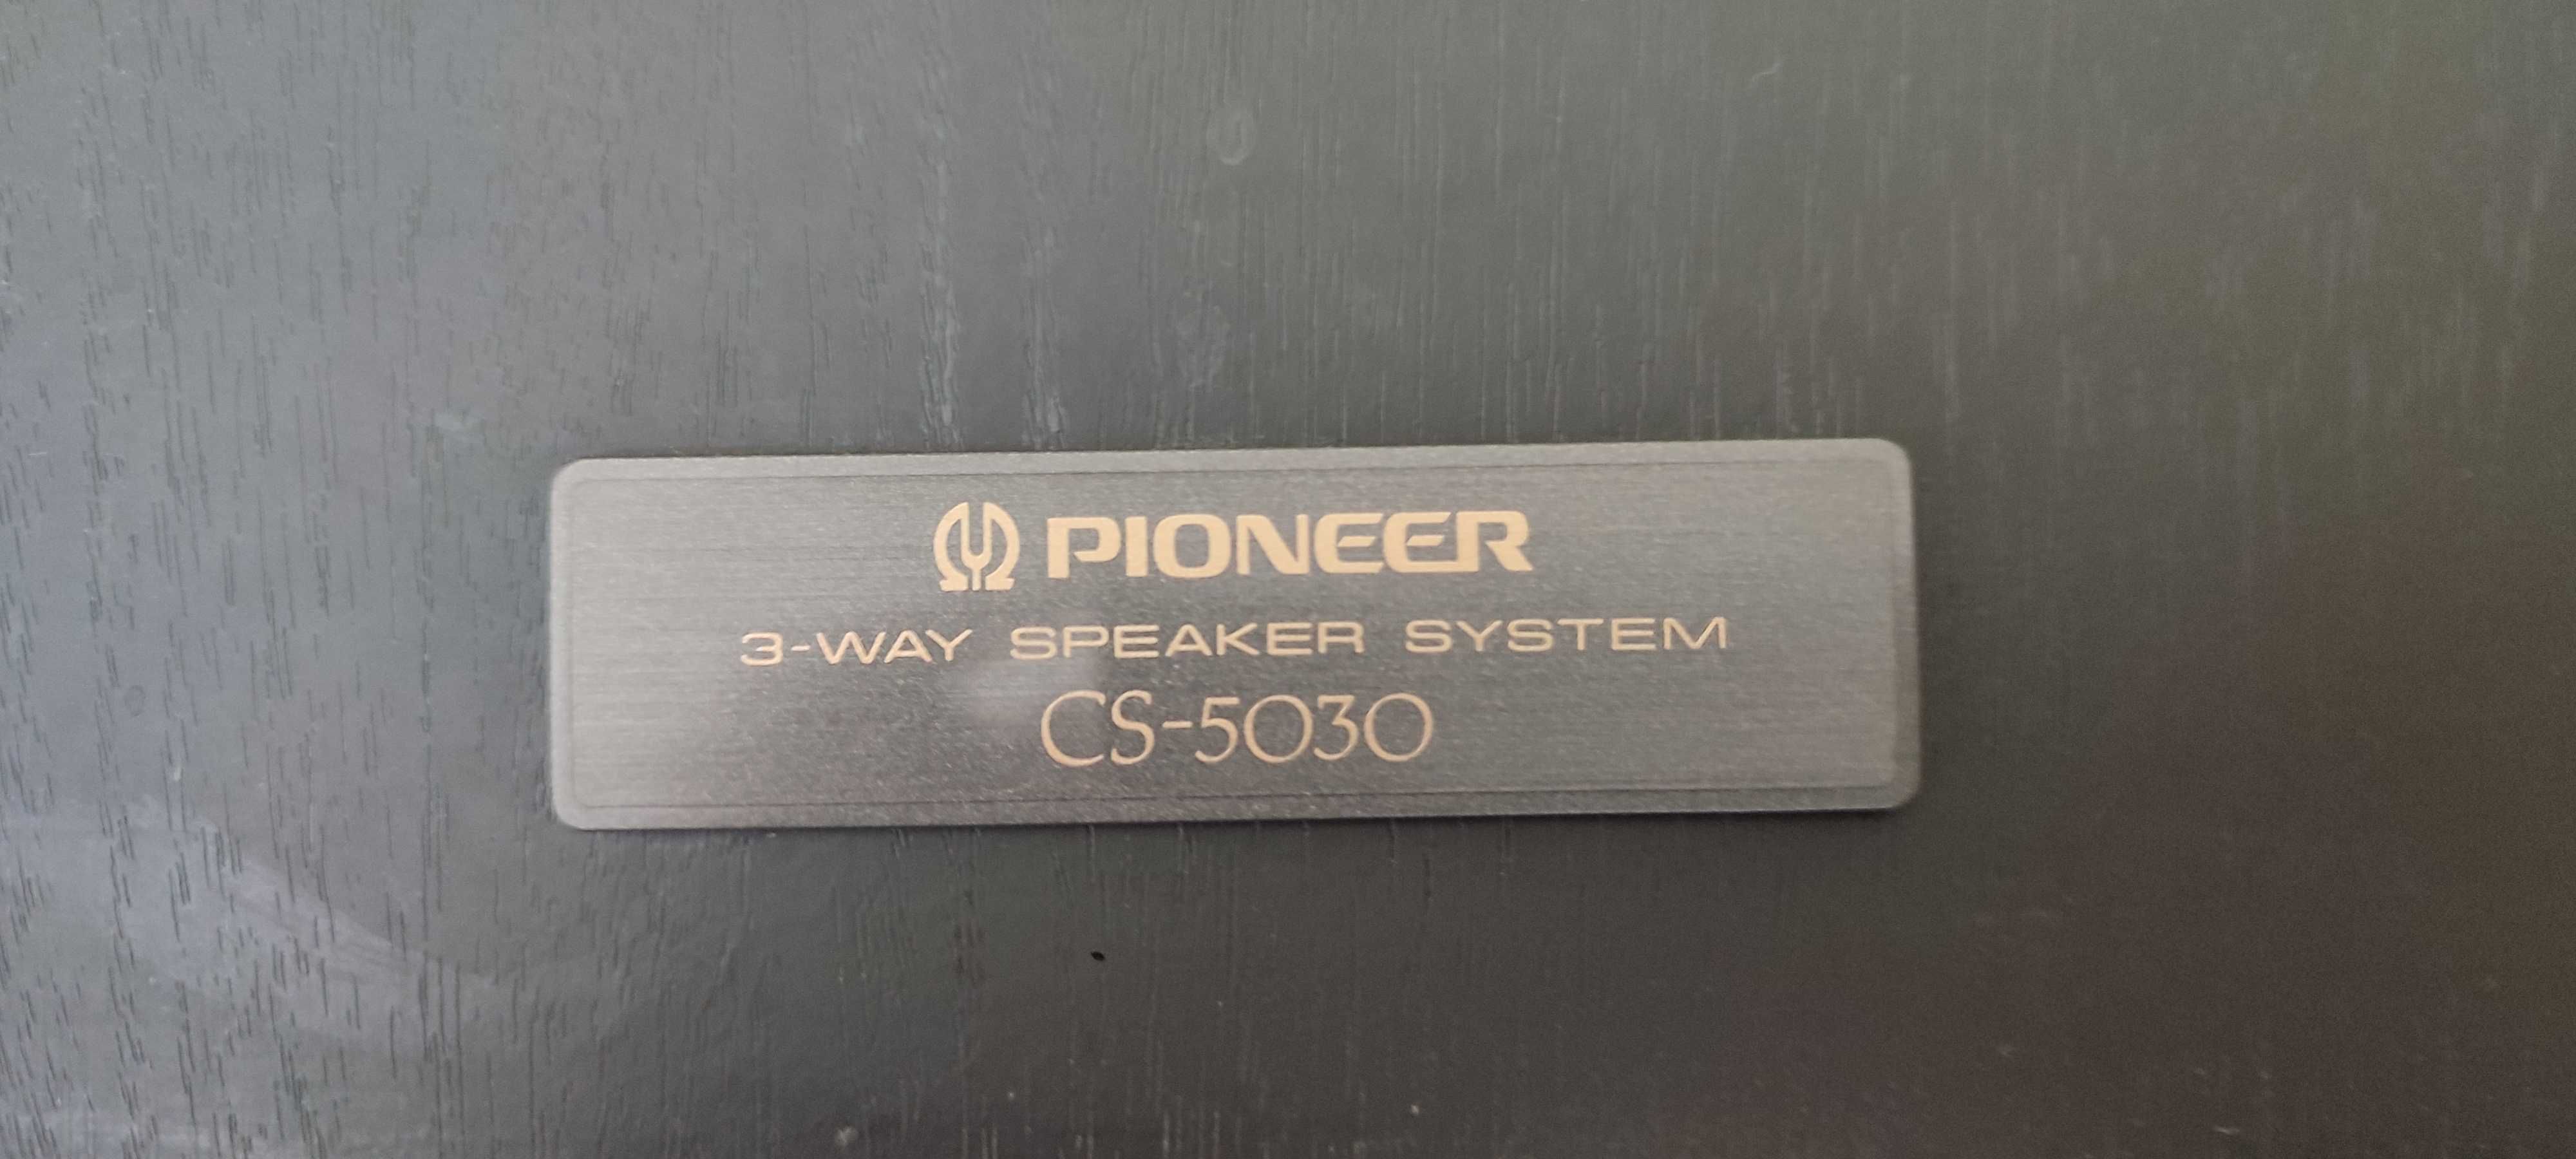 PIONEER
3-WAY SPEAKER SYSTEM
CS-5030